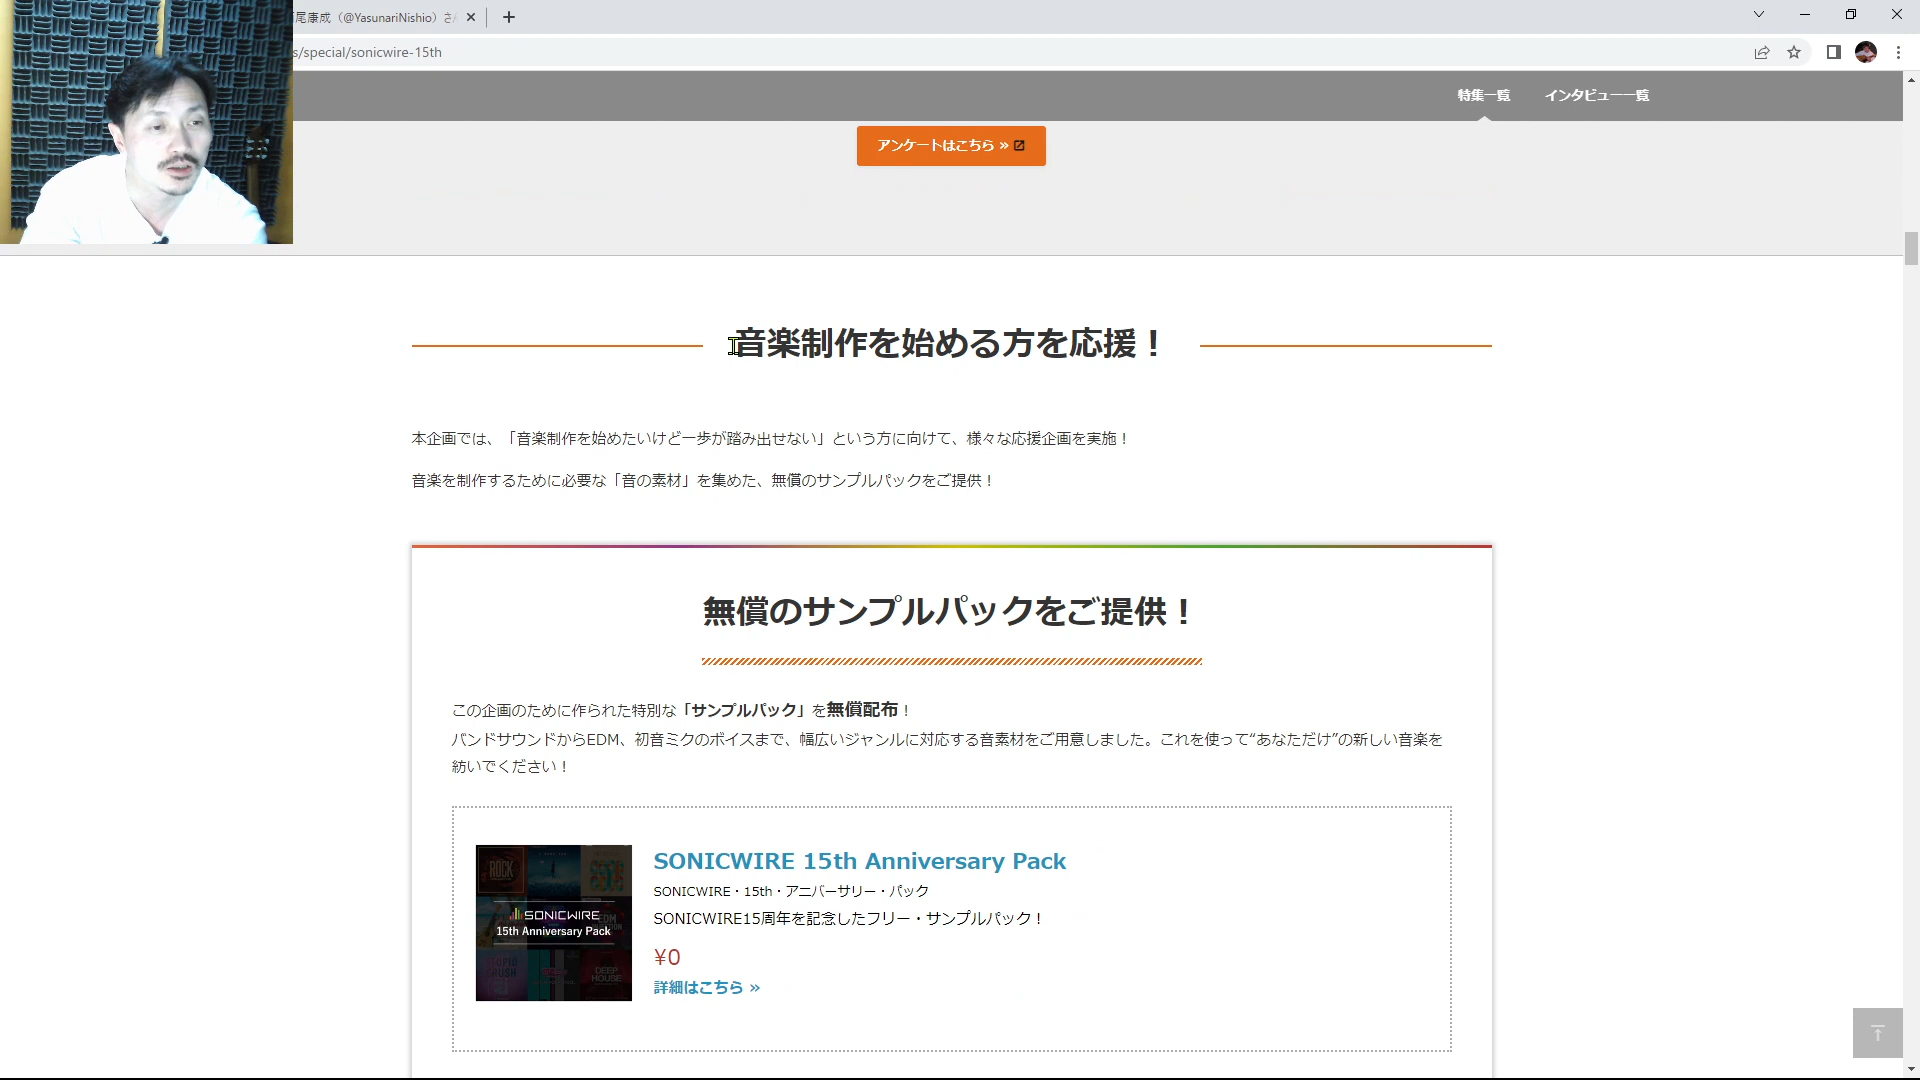 尾康成（@YasunariNishio）さ
s/special/sonicwire-15th
特集一覧 インタビュー一覧
アンケートはこちら »
音楽制作を始める方を応援！
本企画では、「音楽制作を始めたいけど一歩が踏み出せない」という方に向けて、様々な応援企画を実施！
音楽を制作するために必要な「音の素材」を集めた、無償のサンプルパックをご提供！
無償のサンプルパックをご提供！
この企画のために作られた特別な「サンプルパック」を無償配布！
バンドサウンドからEDM、初音ミクのボイスまで、幅広いジャンルに対応する音素材をご用意しました。これを使って“あなただけ”の新しい音楽を
紡いでください！
ROCK
SONICWIRE
15th Anniversary Pack
DEEP
HOUSE
SONICWIRE 15th Anniversary Pack
SONICWIRE・15th・アニバーサリー・パック
SONICWIRE15周年を記念したフリー・サンプルパック！
¥0
詳細はこちら »